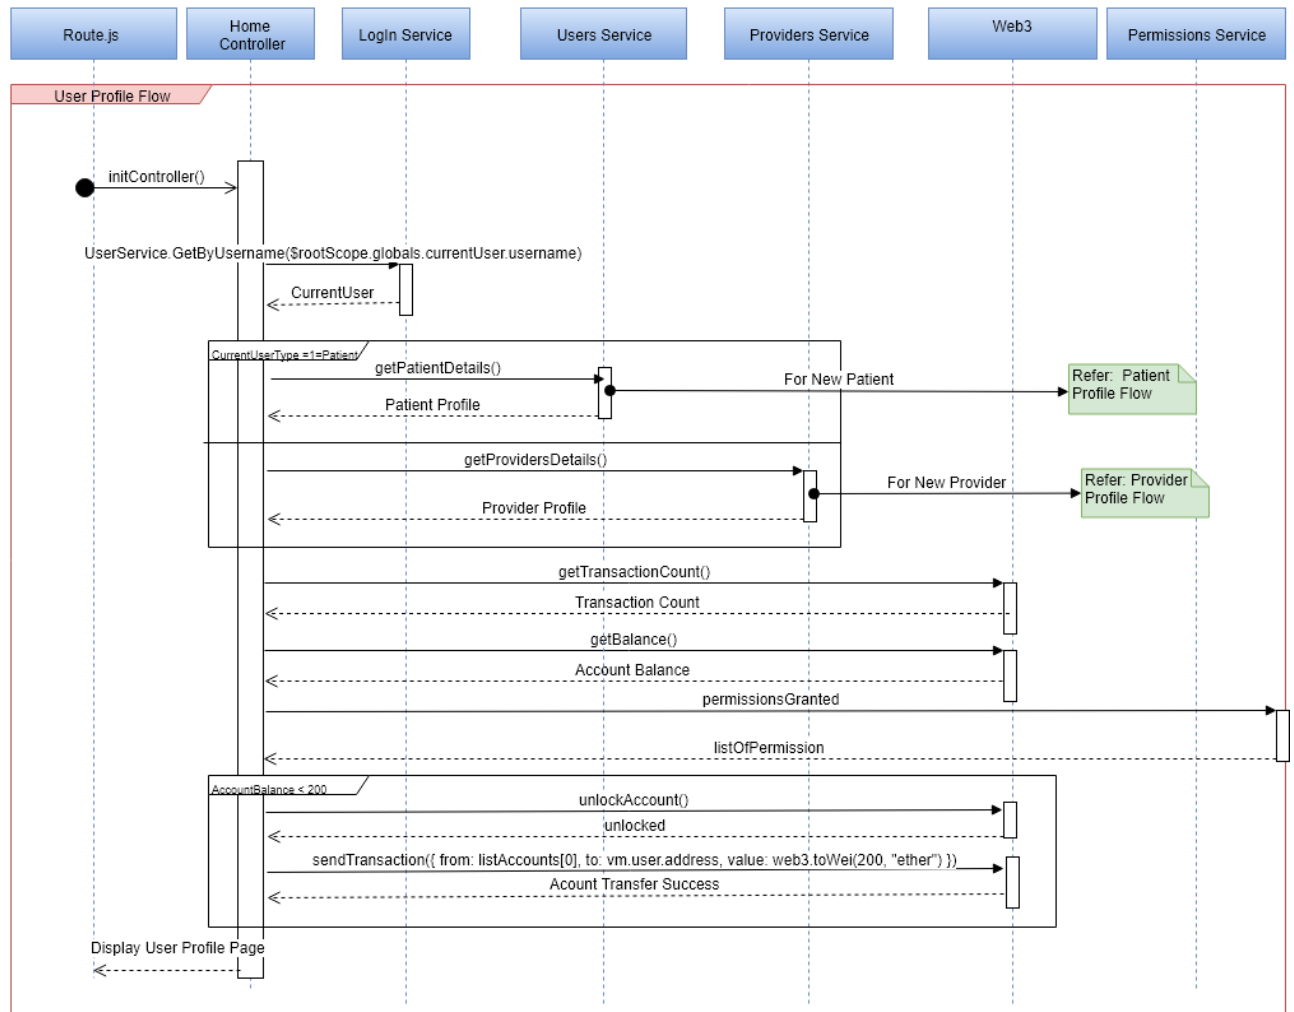 Route.js
Home
Controller
LogIn Service
Users Service
Providers Service
Web3
Permissions Service
User Profile Flow
initController()
UserService.GetByUsername($rootScope.globals.currentUser.username)
CurrentUser
CurrentUserType =1=Patient
getPatientDetails()
For New Patient
Refer: Patient
Profile Flow
Patient Profile
getProvidersDetails()
For New Provider
Refer: Provider
Profile Flow
Provider Profile
getTransactionCount()
Transaction Count
getBalance()
Account Balance
permissionsGranted
listOfPermission
AccountBalance < 200
unlockAccount()
unlocked
sendTransaction({ from: listAccounts[0], to: vm.user.address, value: web3.toWei(200, "ether") })
Acount Transfer Success
Display User Profile Page